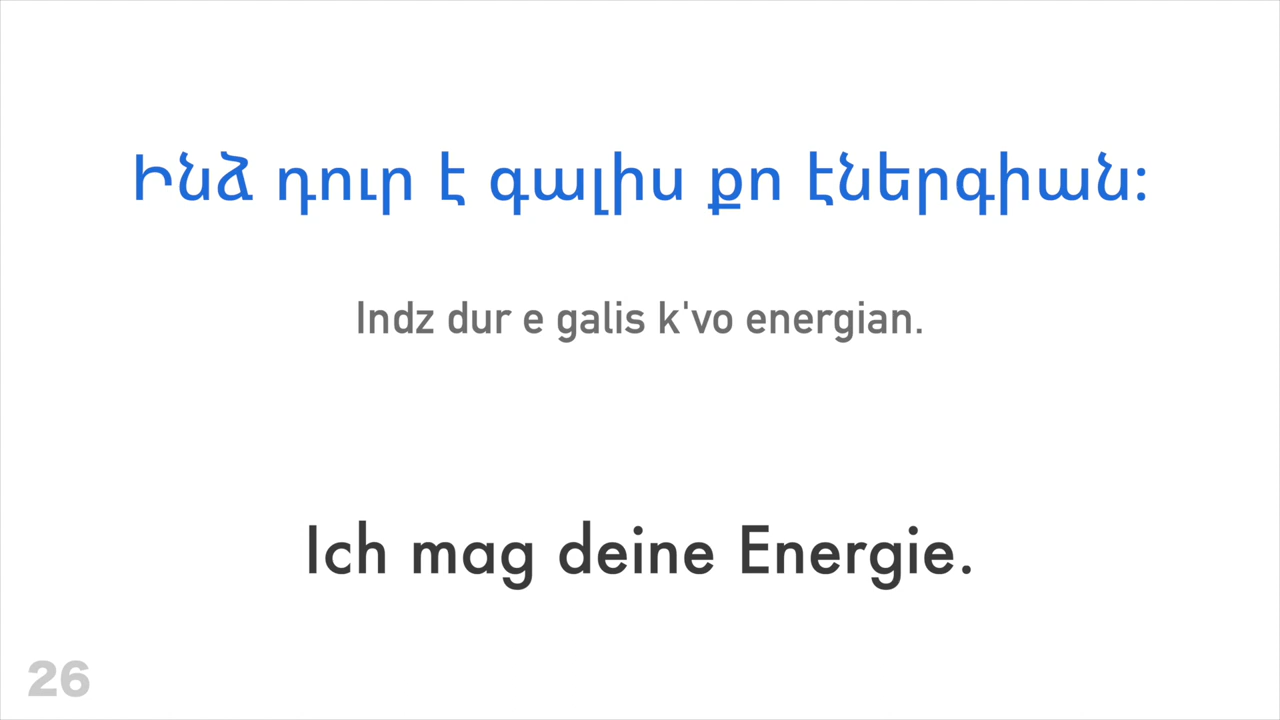 Ինձ դուր է գալիս քո էներգիան:
Indz dur e galis k'vo energian.
Ich mag deine Energie.
26